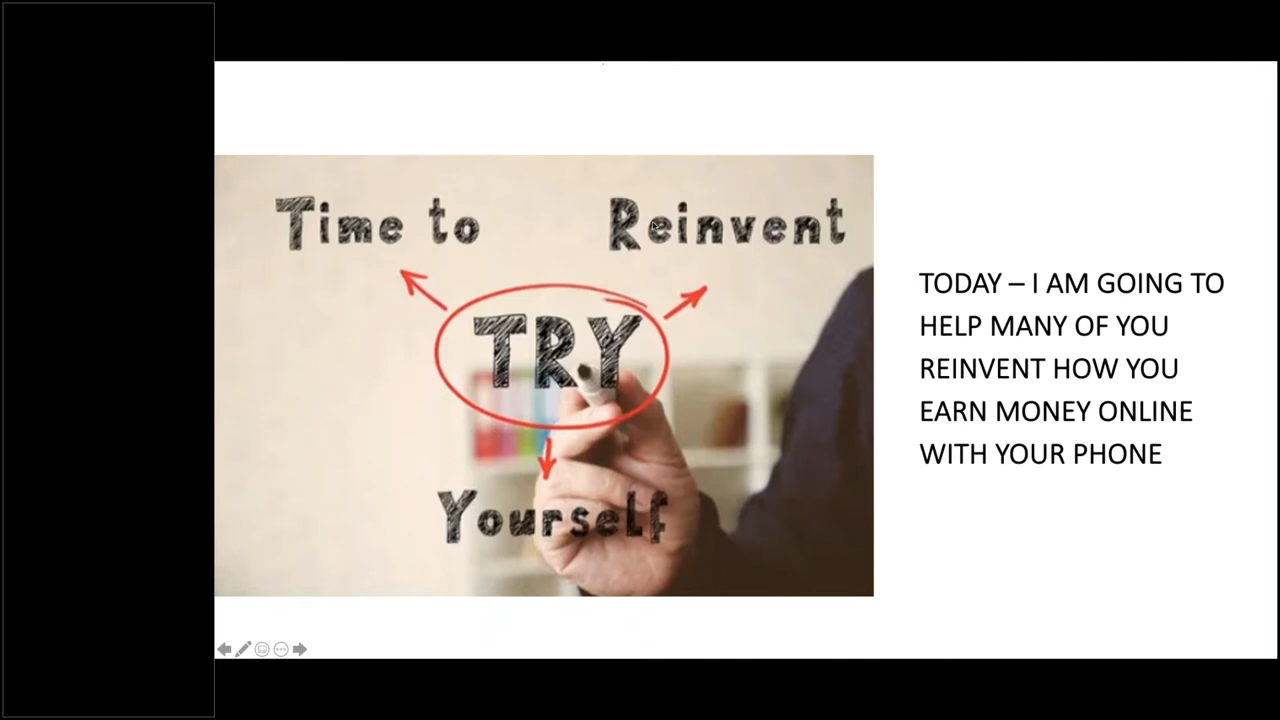 Time to Reinvent
TRY
Yourself
TODAY – I AM GOING TO
HELP MANY OF YOU
REINVENT HOW YOU
EARN MONEY ONLINE
WITH YOUR PHONE